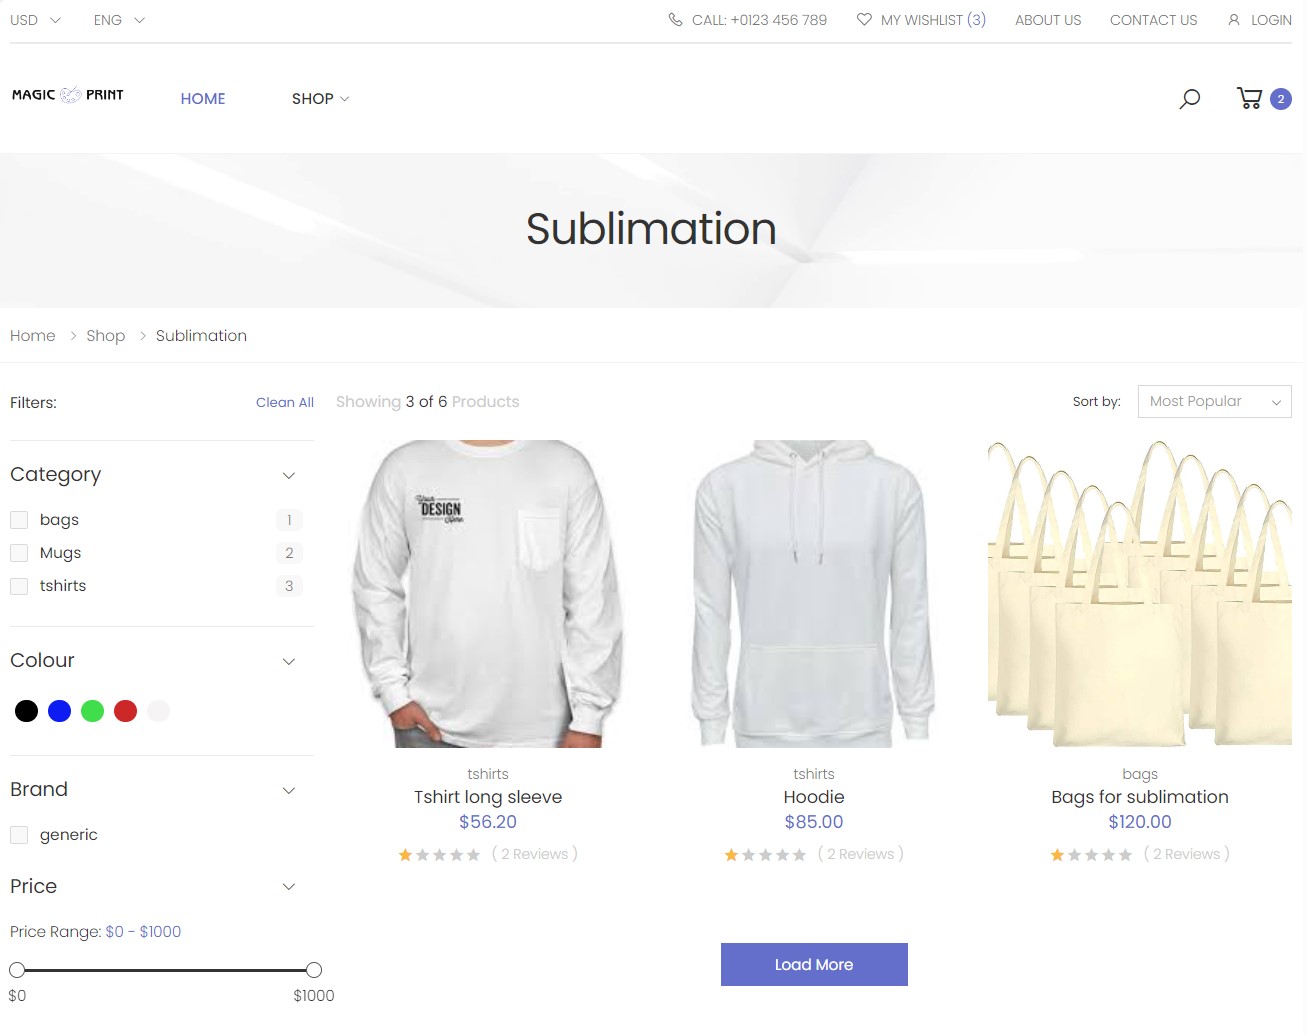 USD ENG CALL: +0123 456 789 MY WISHLIST (3) ABOUT US CONTACT US LOGIN
MAGIC PRINT HOME SHOP 2
Sublimation
Home Shop Sublimation
Filters: Clean All Showing 3 of 6 Products Sort by: Most Popular
Category
bags 1
Mugs 2
tshirts 3
Colour
Brand
generic
Price
Price Range: $0 - $1000
$0 $1000
Your
DESIGN
Here
tshirts
Tshirt long sleeve
$56.20
( 2 Reviews )
tshirts
Hoodie
$85.00
( 2 Reviews )
bags
Bags for sublimation
$120.00
( 2 Reviews )
Load More